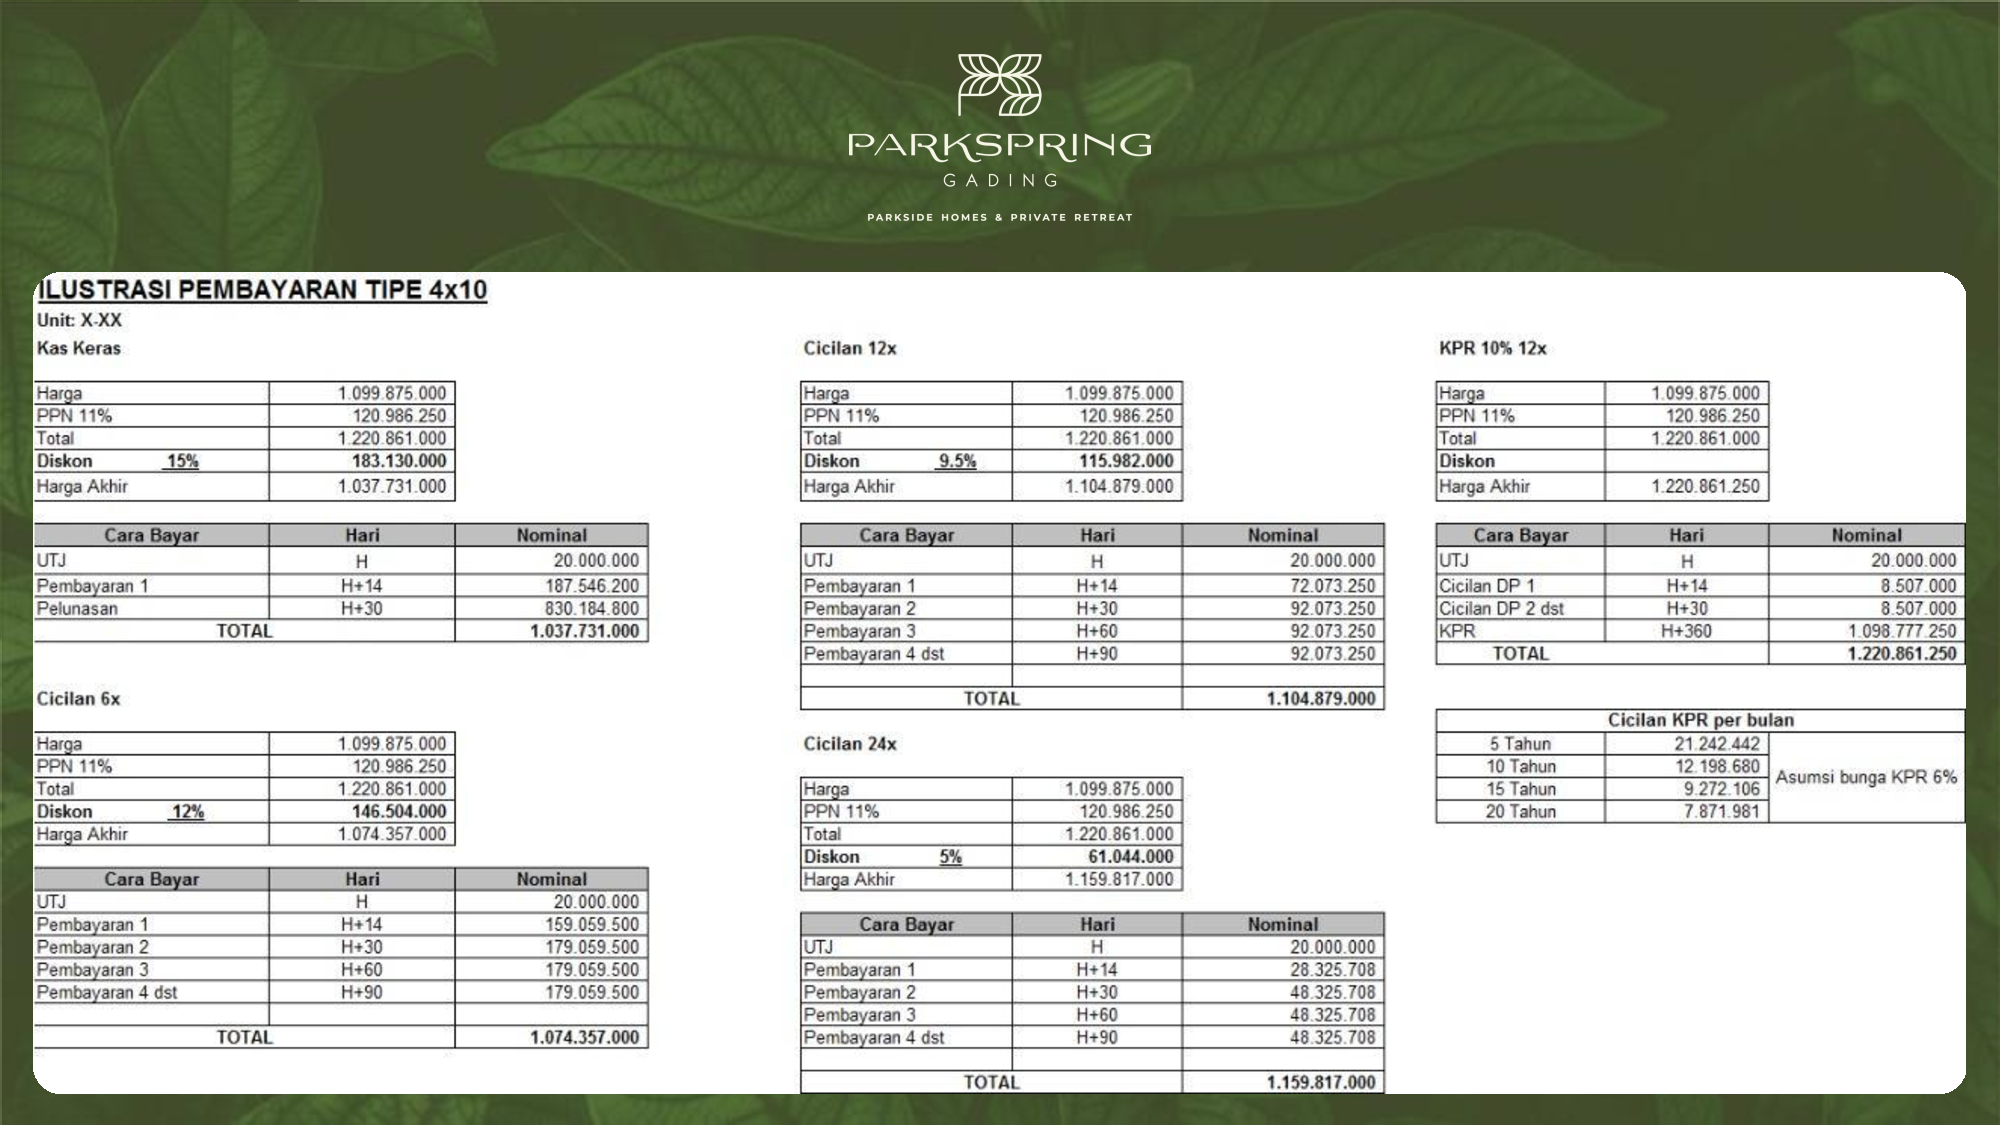 PARKSPRING
GADING
PARKSIDE HOMES & PRIVATE RETREAT
ILUSTRASI PEMBAYARAN TIPE 4x10
Unit: X-XX
Kas Keras
Harga 1.099.875.000
PPN 11% 120.986.250
Total 1.220.861.000
Diskon 15% 183.130.000
Harga Akhir 1.037.731.000
Cara Bayar Hari Nominal
UTJ H 20.000.000
Pembayaran 1 H+14 187.546.200
Pelunasan H+30 830.184.800
TOTAL 1.037.731.000
Cicilan 6x
Harga 1.099.875.000
PPN 11% 120.986.250
Total 1.220.861.000
Diskon 12% 146.504.000
Harga Akhir 1.074.357.000
Cara Bayar Hari Nominal
UTJ H 20.000.000
Pembayaran 1 H+14 159.059.500
Pembayaran 2 H+30 179.059.500
Pembayaran 3 H+60 179.059.500
Pembayaran 4 dst H+90 179.059.500
TOTAL 1.074.357.000
Cicilan 12x
Harga 1.099.875.000
PPN 11% 120.986.250
Total 1.220.861.000
Diskon 9.5% 115.982.000
Harga Akhir 1.104.879.000
Cara Bayar Hari Nominal
UTJ H 20.000.000
Pembayaran 1 H+14 72.073.250
Pembayaran 2 H+30 92.073.250
Pembayaran 3 H+60 92.073.250
Pembayaran 4 dst H+90 92.073.250
TOTAL 1.104.879.000
Cicilan 24x
Harga 1.099.875.000
PPN 11% 120.986.250
Total 1.220.861.000
Diskon 5% 61.044.000
Harga Akhir 1.159.817.000
Cara Bayar Hari Nominal
UTJ H 20.000.000
Pembayaran 1 H+14 28.325.708
Pembayaran 2 H+30 48.325.708
Pembayaran 3 H+60 48.325.708
Pembayaran 4 dst H+90 48.325.708
TOTAL 1.159.817.000
KPR 10% 12x
Harga 1.099.875.000
PPN 11% 120.986.250
Total 1.220.861.000
Diskon
Harga Akhir 1.220.861.250
Cara Bayar Hari Nominal
UTJ H 20.000.000
Cicilan DP 1 H+14 8.507.000
Cicilan DP 2 dst H+30 8.507.000
KPR H+360 1.098.777.250
TOTAL 1.220.861.250
Cicilan KPR per bulan
5 Tahun 21.242.442
10 Tahun 12.198.680
Asumsi bunga KPR 6%
15 Tahun 9.272.106
20 Tahun 7.871.981